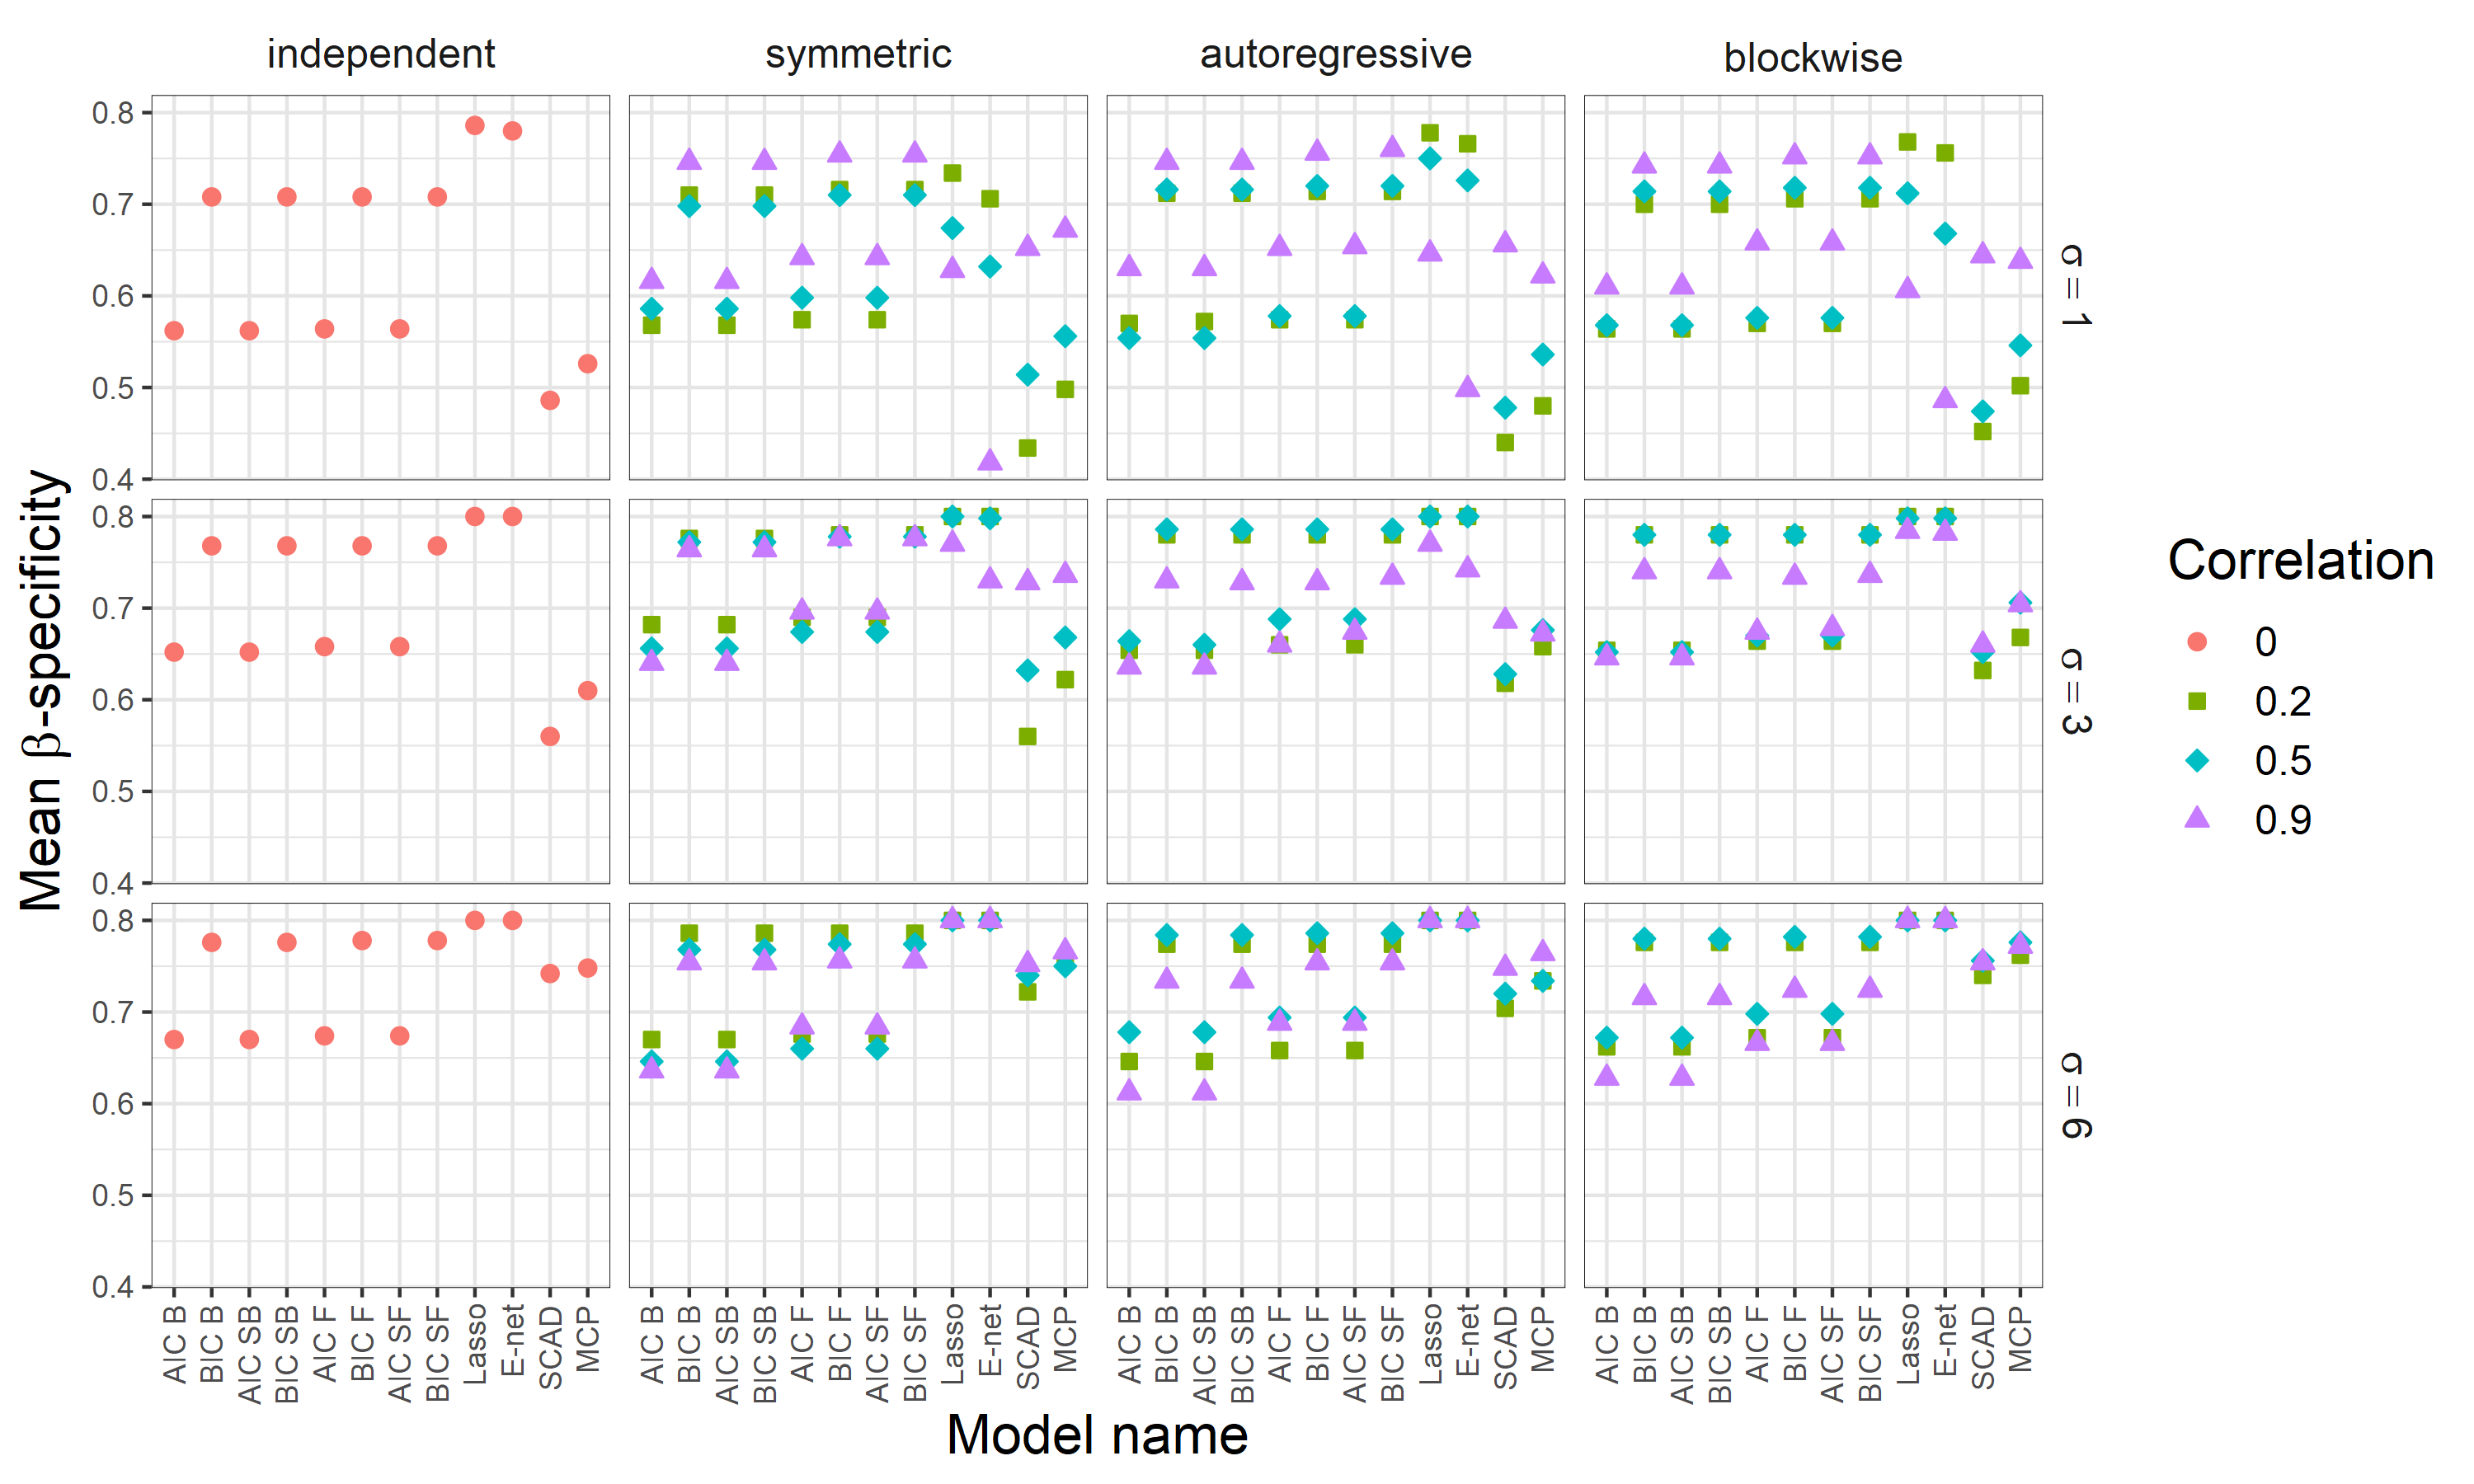 independent symmetric autoregressive blockwise
0.8
0.7
0.6
0.5
0.4
σ = 1
0.8
0.7
0.6
0.5
0.4
σ = 3
0.8
0.7
0.6
0.5
0.4
σ = 6
Mean β-specificity
AIC B BIC B AIC SB BIC SB AIC F BIC F AIC SF BIC SF Lasso E-net SCAD MCP
AIC B BIC B AIC SB BIC SB AIC F BIC F AIC SF BIC SF Lasso E-net SCAD MCP
AIC B BIC B AIC SB BIC SB AIC F BIC F AIC SF BIC SF Lasso E-net SCAD MCP
AIC B BIC B AIC SB BIC SB AIC F BIC F AIC SF BIC SF Lasso E-net SCAD MCP
Model name
Correlation
0
0.2
0.5
0.9